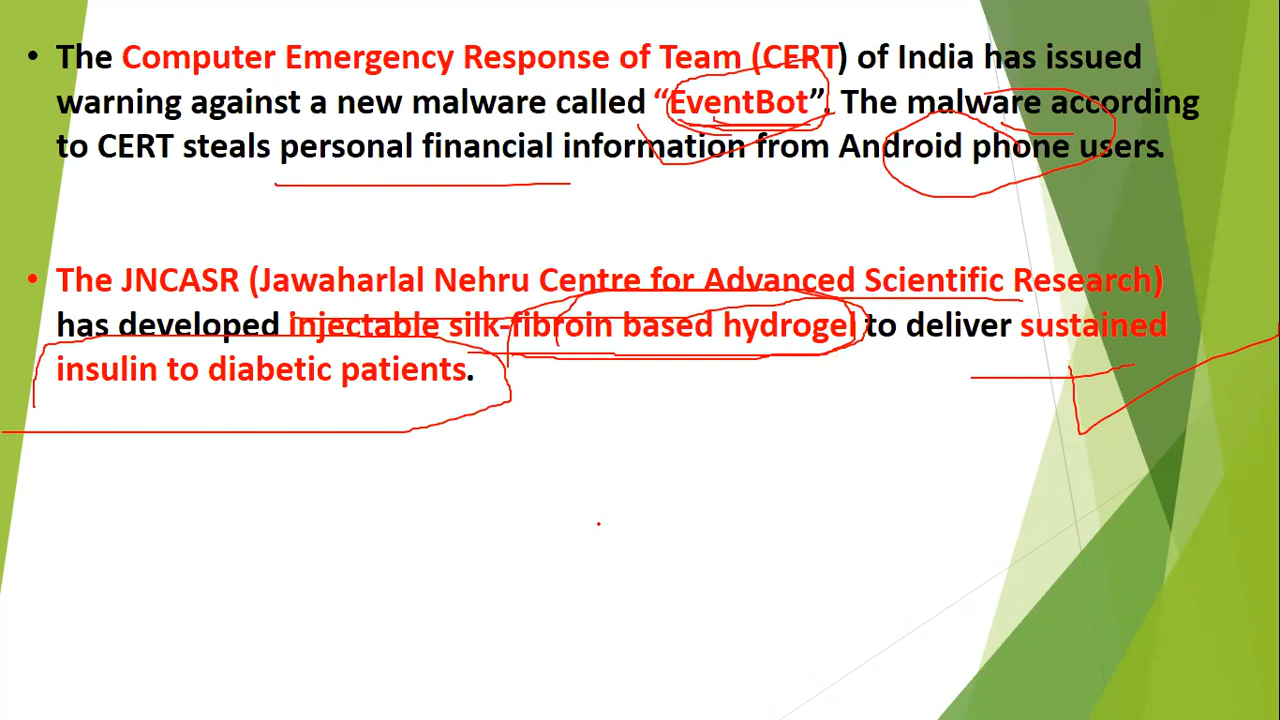 • The Computer Emergency Response of Team (CERT) of India has issued
warning against a new malware called “EventBot”. The malware according
to CERT steals personal financial information from Android phone users.
• The JNCASR (Jawaharlal Nehru Centre for Advanced Scientific Research)
has developed injectable silk-fibroin based hydrogel to deliver sustained
insulin to diabetic patients.